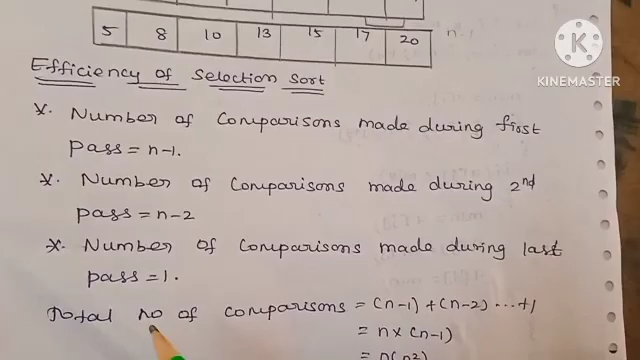 5 8 10 13 15 17 20 n-1
KINEMASTER
Efficiency of Selection Sort
*. Number of Comparisons made during first
pass = n-1.
*. Number of Comparisons made during 2nd
pass = n-2
*. Number of Comparisons made during last
pass = 1.
Total No of Comparisons = (n-1) + (n-2) ...+1
= n x (n-1)
= n(n²)